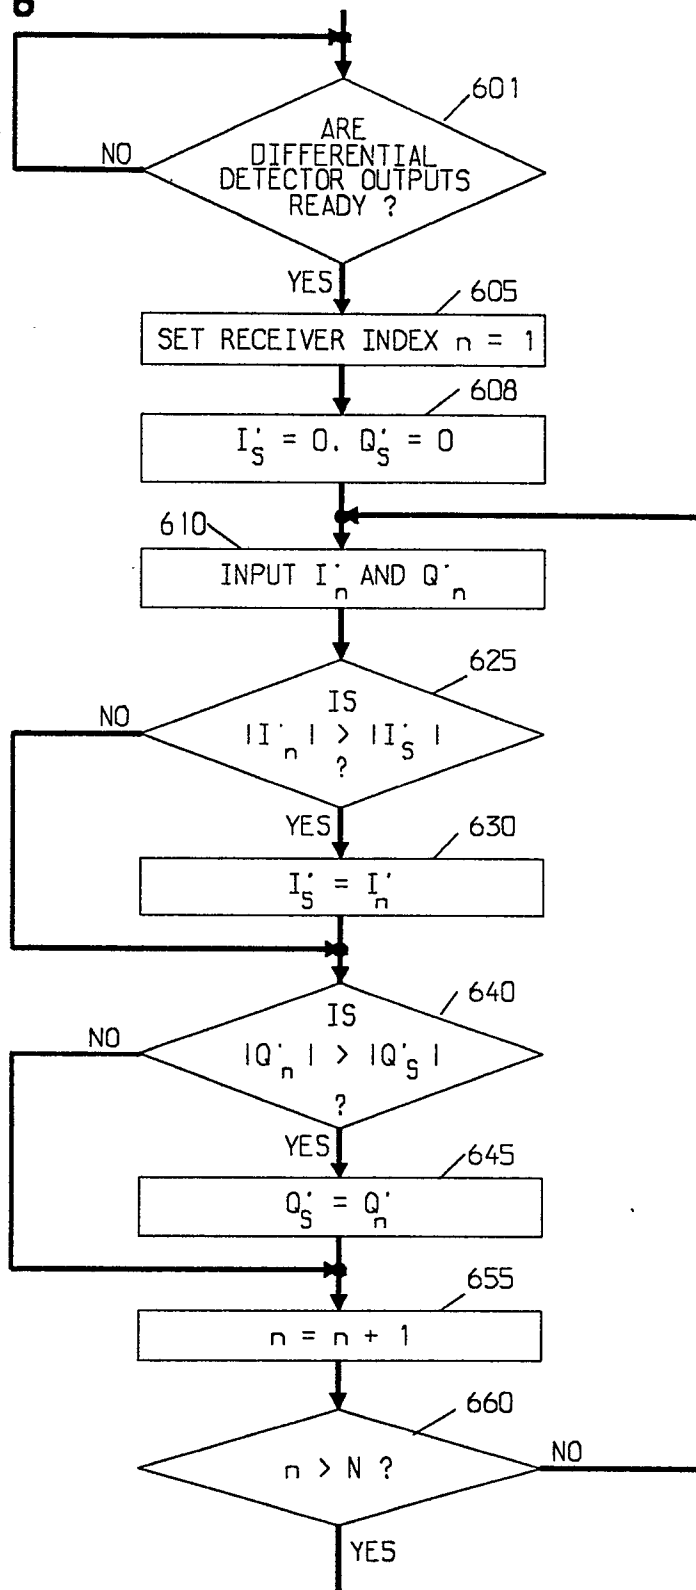 6
601
ARE
DIFFERENTIAL
DETECTOR OUTPUTS
READY ?
NO
YES
605
SET RECEIVER INDEX n = 1
608
I'S = 0. Q'S = 0
610
INPUT I'n AND Q'n
625
IS
|I'n| > |I'S|
?
NO
YES
630
I'S = I'n
640
IS
|Q'n| > |Q'S|
?
NO
YES
645
Q'S = Q'n
655
n = n + 1
660
n > N ?
NO
YES